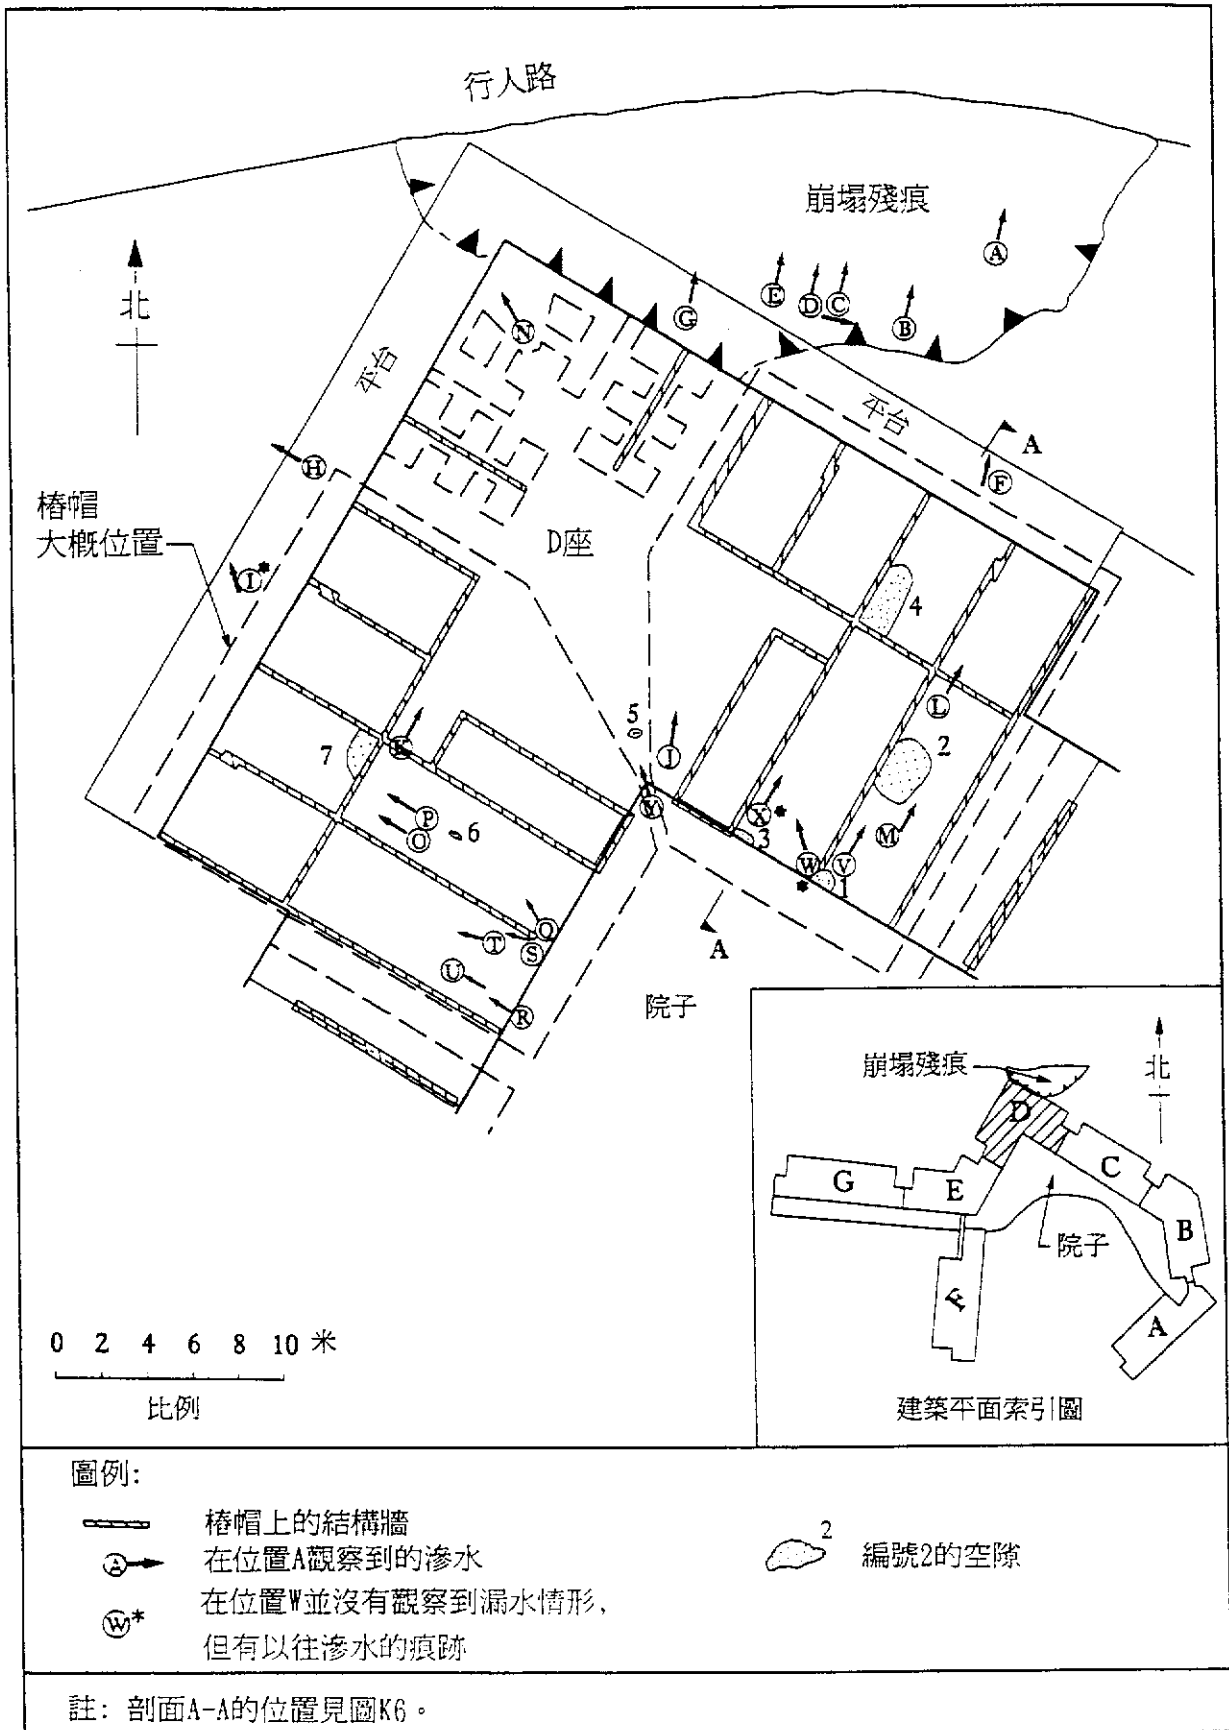 行人路
崩塌殘痕
A
E
D
C
B
G
N
北
平台
平台
A
F
H
樁帽
大概位置
D座
I*
4
L
5
J
2
7
K
X*
Y
P
6
O
3
M
W
V
*
1
Q
T
S
A
U
R
院子
崩塌殘痕
北
D
C
G
E
B
院子
F
A
0 2 4 6 8 10 米
比例
建築平面索引圖
圖例:
樁帽上的結構牆
A
在位置A觀察到的滲水
2
編號2的空隙
W*
在位置W並沒有觀察到漏水情形,
但有以往滲水的痕跡
註: 剖面A-A的位置見圖K6。